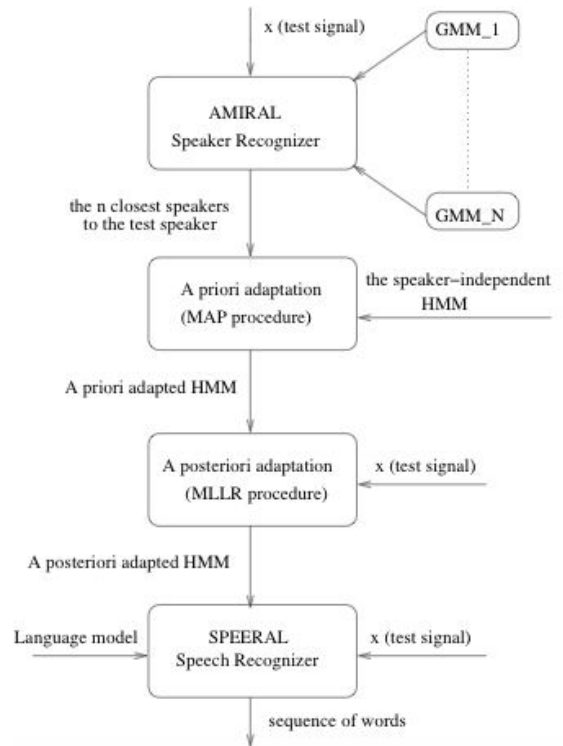 x (test signal)
GMM_1
AMIRAL
Speaker Recognizer
the n closest speakers
to the test speaker
GMM_N
A priori adaptation
(MAP procedure)
the speaker-independent
HMM
A priori adapted HMM
A posteriori adaptation
(MLLR procedure)
x (test signal)
A posteriori adapted HMM
Language model
SPEERAL
Speech Recognizer
x (test signal)
sequence of words